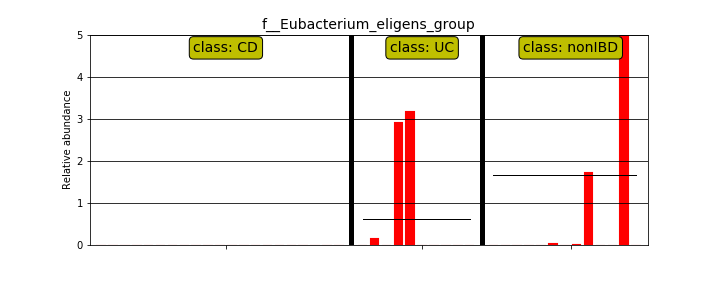 f__Eubacterium_eligens_group
class: CD
class: UC
class: nonIBD
Relative abundance
5
4
3
2
1
0